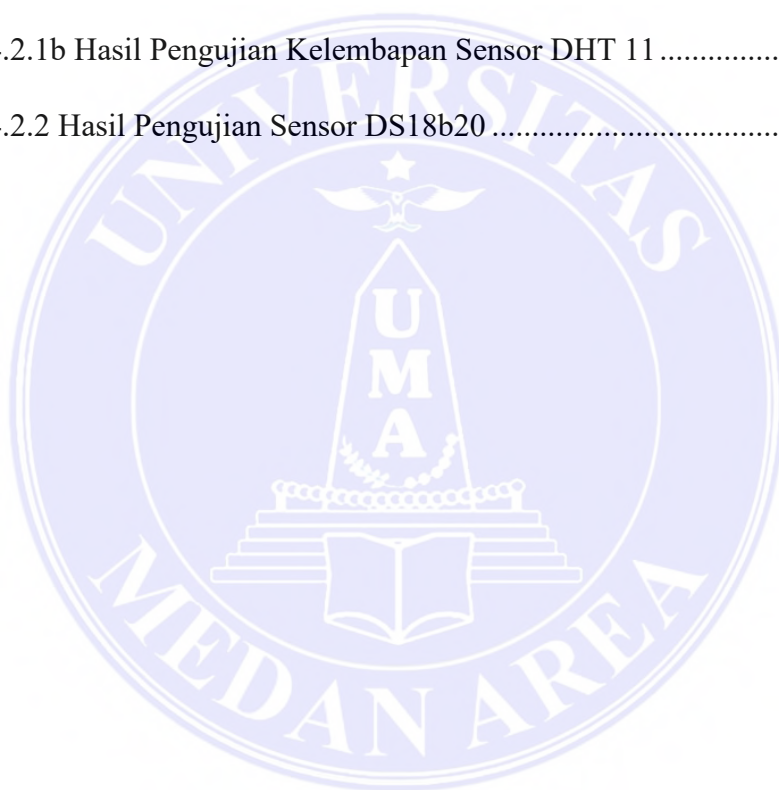 .2.1b Hasil Pengujian Kelembapan Sensor DHT 11 ................
.2.2 Hasil Pengujian Sensor DS18b20 .......................................
UNIVERSITAS
U
M
A
MEDAN AREA